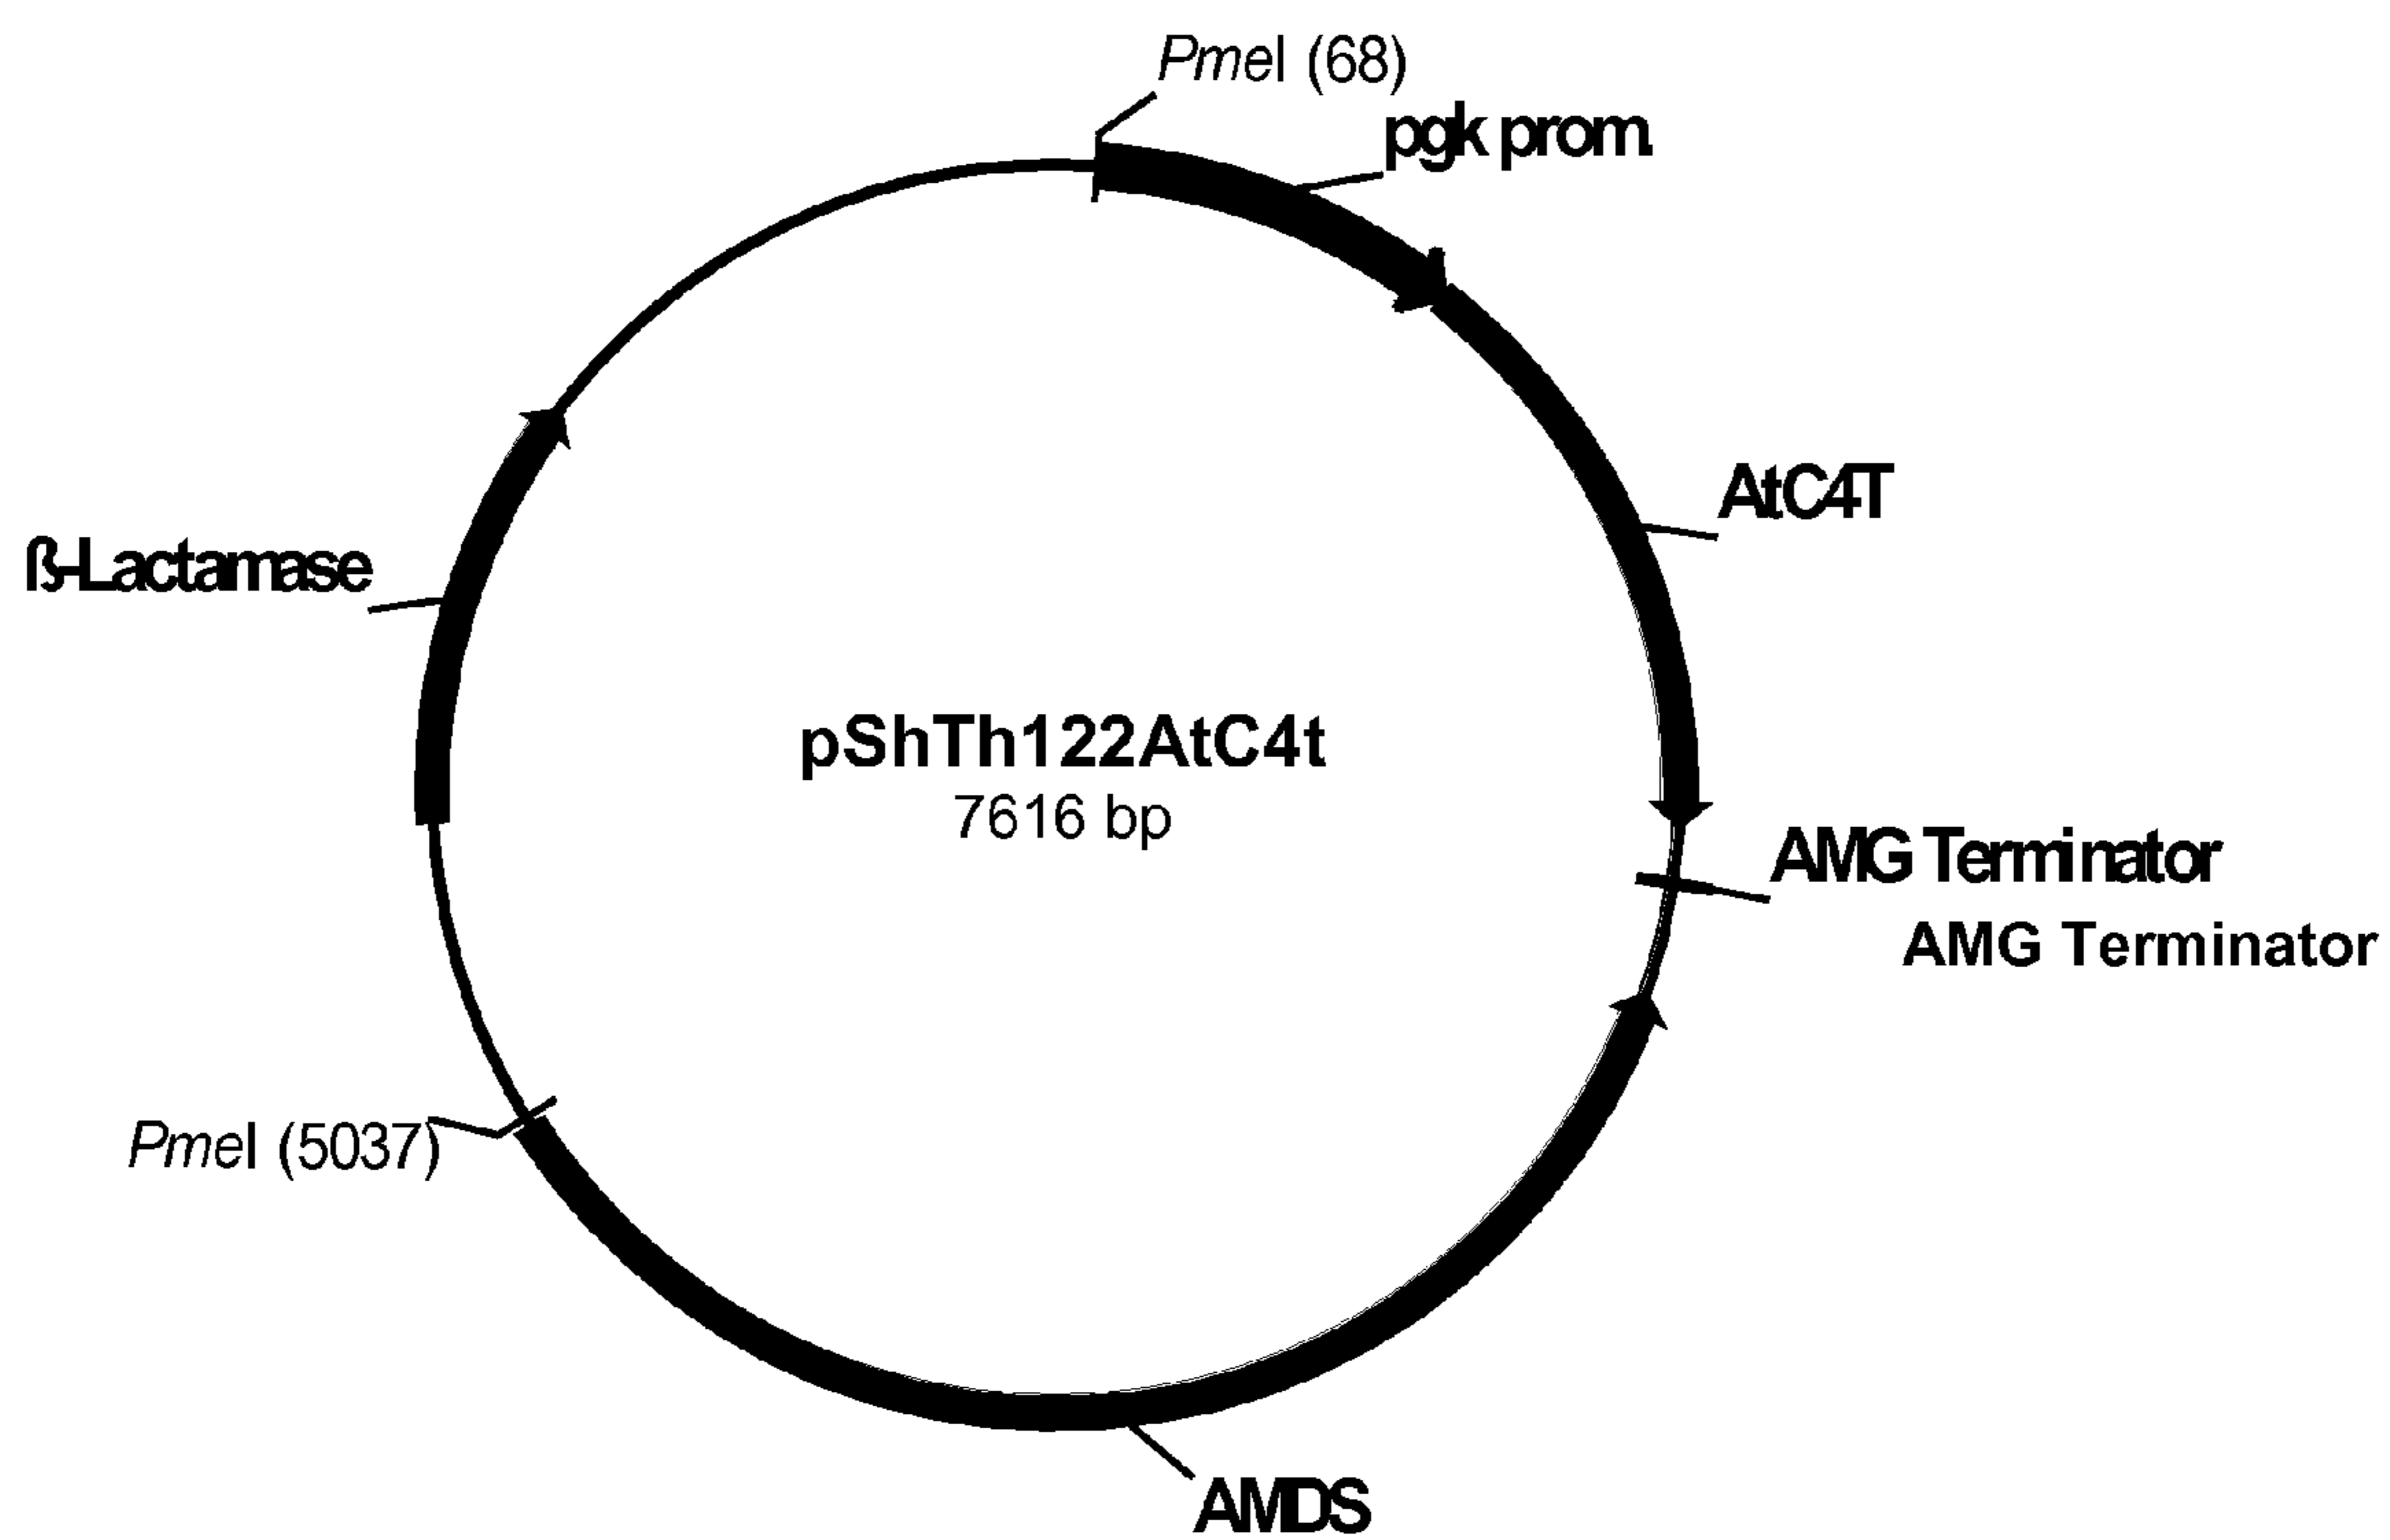 PmeI (68)
pgk prom.
AtC4T
ß-Lactamase
pShTh122AtC4t
7616 bp
AMG Terminator
AMG Terminator
PmeI (5037)
AMDS